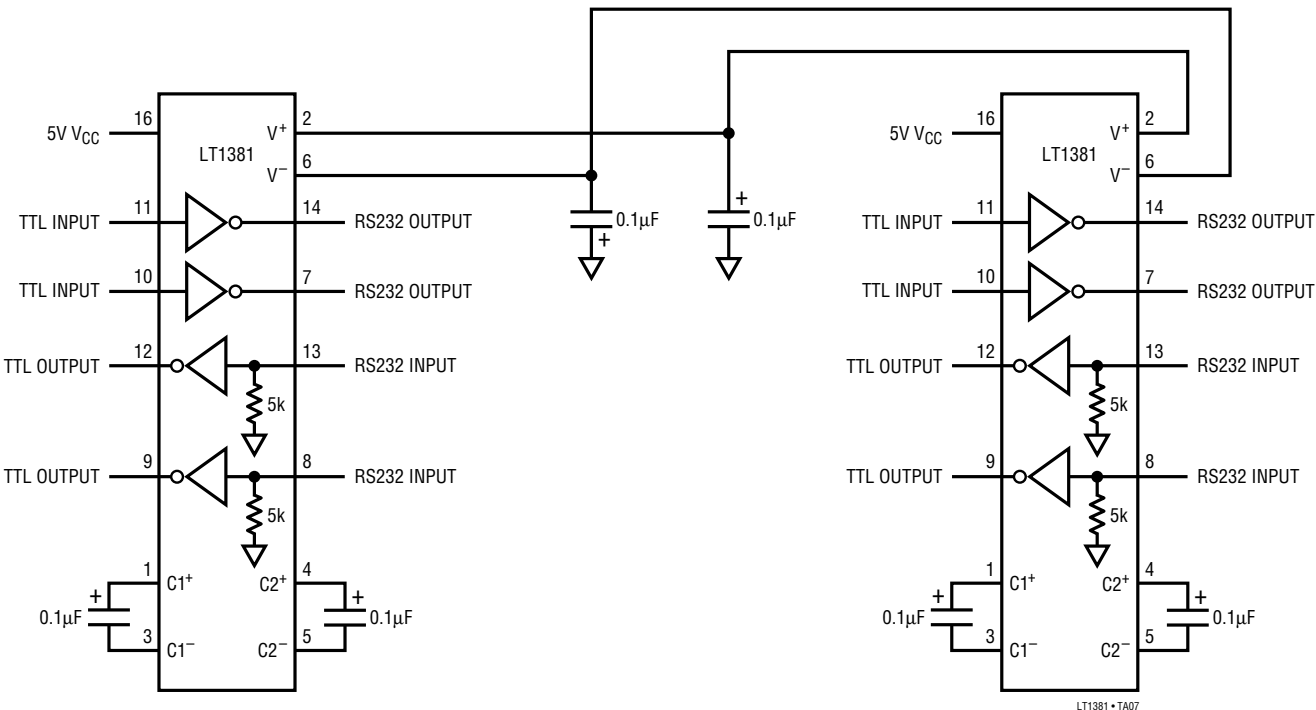 16
5V VCC
LT1381
V+
2
V–
6
TTL INPUT
11
14
RS232 OUTPUT
TTL INPUT
10
7
RS232 OUTPUT
TTL OUTPUT
12
13
RS232 INPUT
5k
TTL OUTPUT
9
8
RS232 INPUT
5k
1
C1+
+
0.1µF
3
C1–
C2+
4
+
0.1µF
C2–
5
0.1µF
+
+
0.1µF
16
5V VCC
LT1381
V+
2
V–
6
TTL INPUT
11
14
RS232 OUTPUT
TTL INPUT
10
7
RS232 OUTPUT
TTL OUTPUT
12
13
RS232 INPUT
5k
TTL OUTPUT
9
8
RS232 INPUT
5k
1
C1+
+
0.1µF
3
C1–
C2+
4
+
0.1µF
C2–
5
LT1381 • TA07